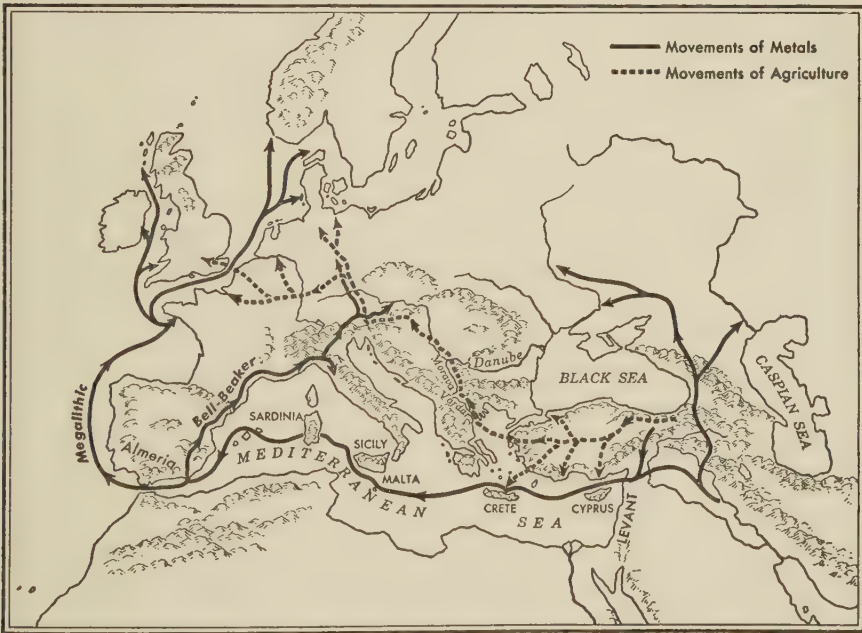 Movements of Metals
Movements of Agriculture
Danube
BLACK SEA
CASPIAN SEA
Bell-Beaker
Megalithic
SARDINIA
Almeria
SICILY
MEDITERRANEAN
MALTA
CRETE
SEA
CYPRUS
LEVANT